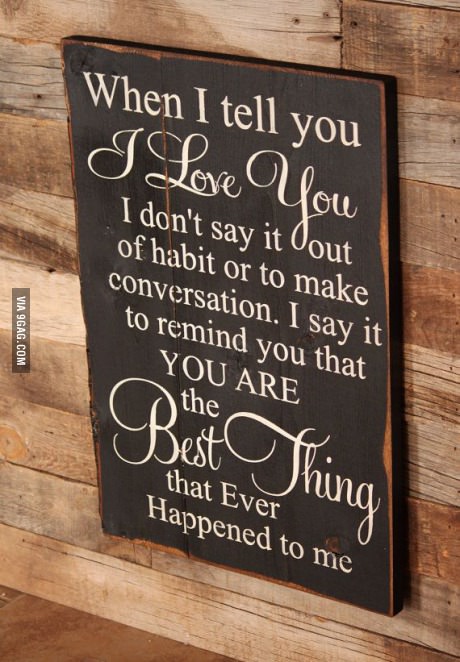 When I tell you
I Love You
I don't say it out
of habit or to make
conversation. I say it
to remind you that
YOU ARE
the
Best Thing
that Ever
Happened to me
VIA 9GAG.COM